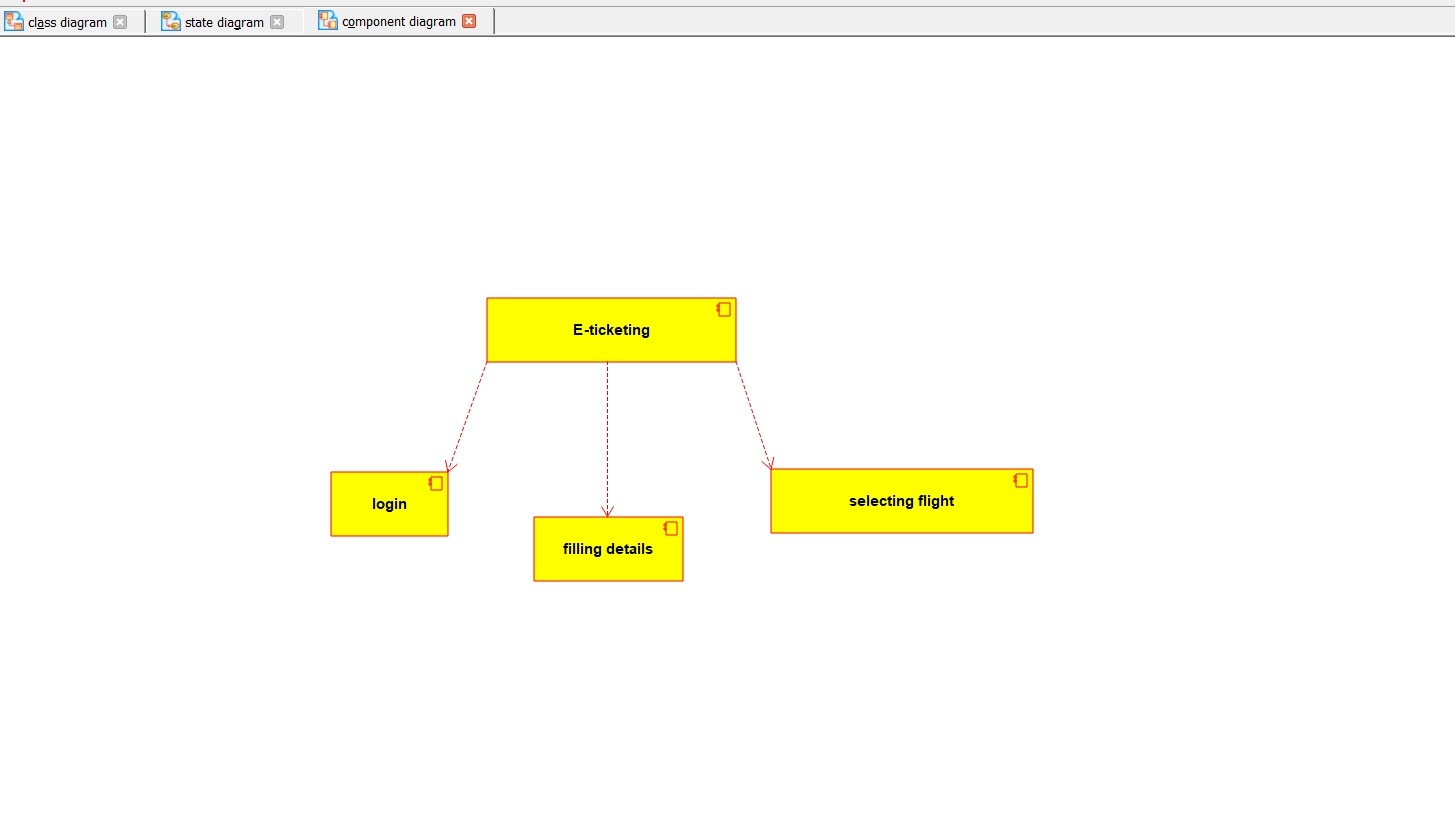 class diagram
state diagram
component diagram
E-ticketing
login
selecting flight
filling details